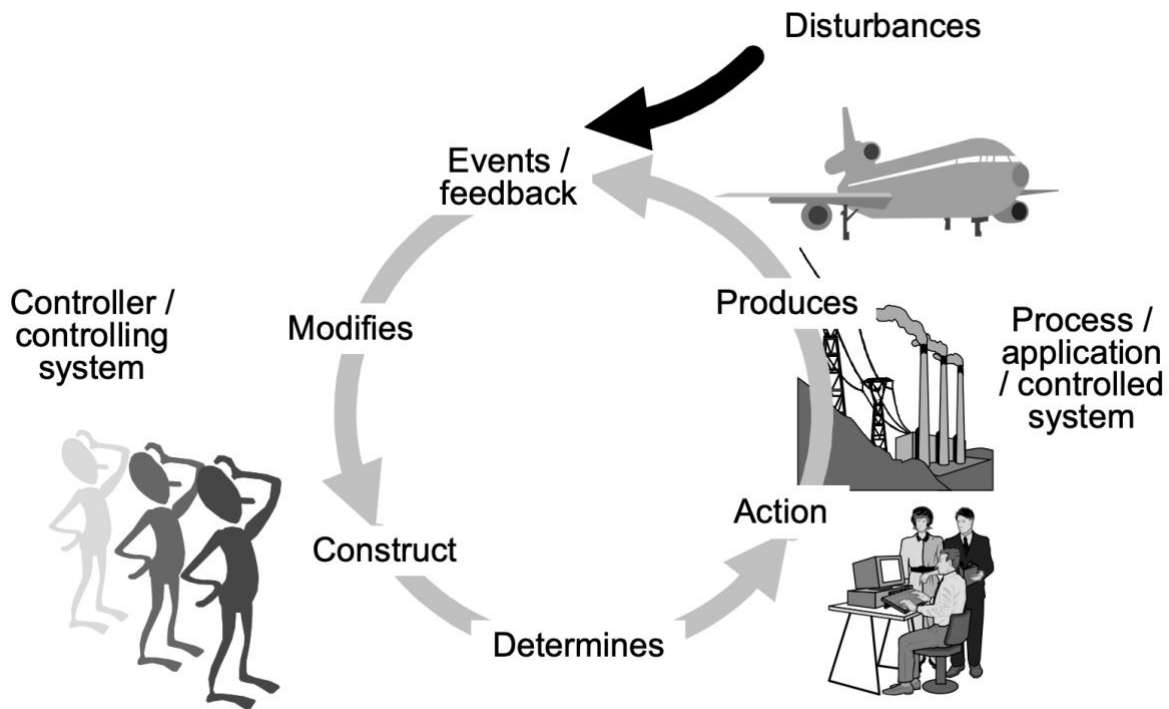 Disturbances
Events /
feedback
Controller /
controlling
system
Modifies
Produces
Process /
application
/ controlled
system
Construct
Action
Determines